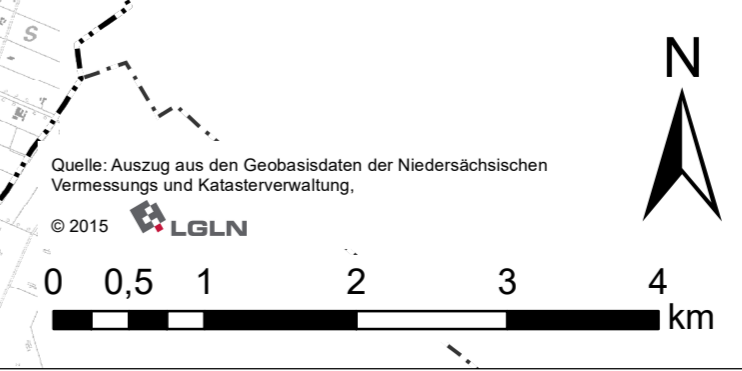 S
N
Quelle: Auszug aus den Geobasisdaten der Niedersächsischen
Vermessungs und Katasterverwaltung,
© 2015 LGLN
0 0,5 1 2 3 4
km